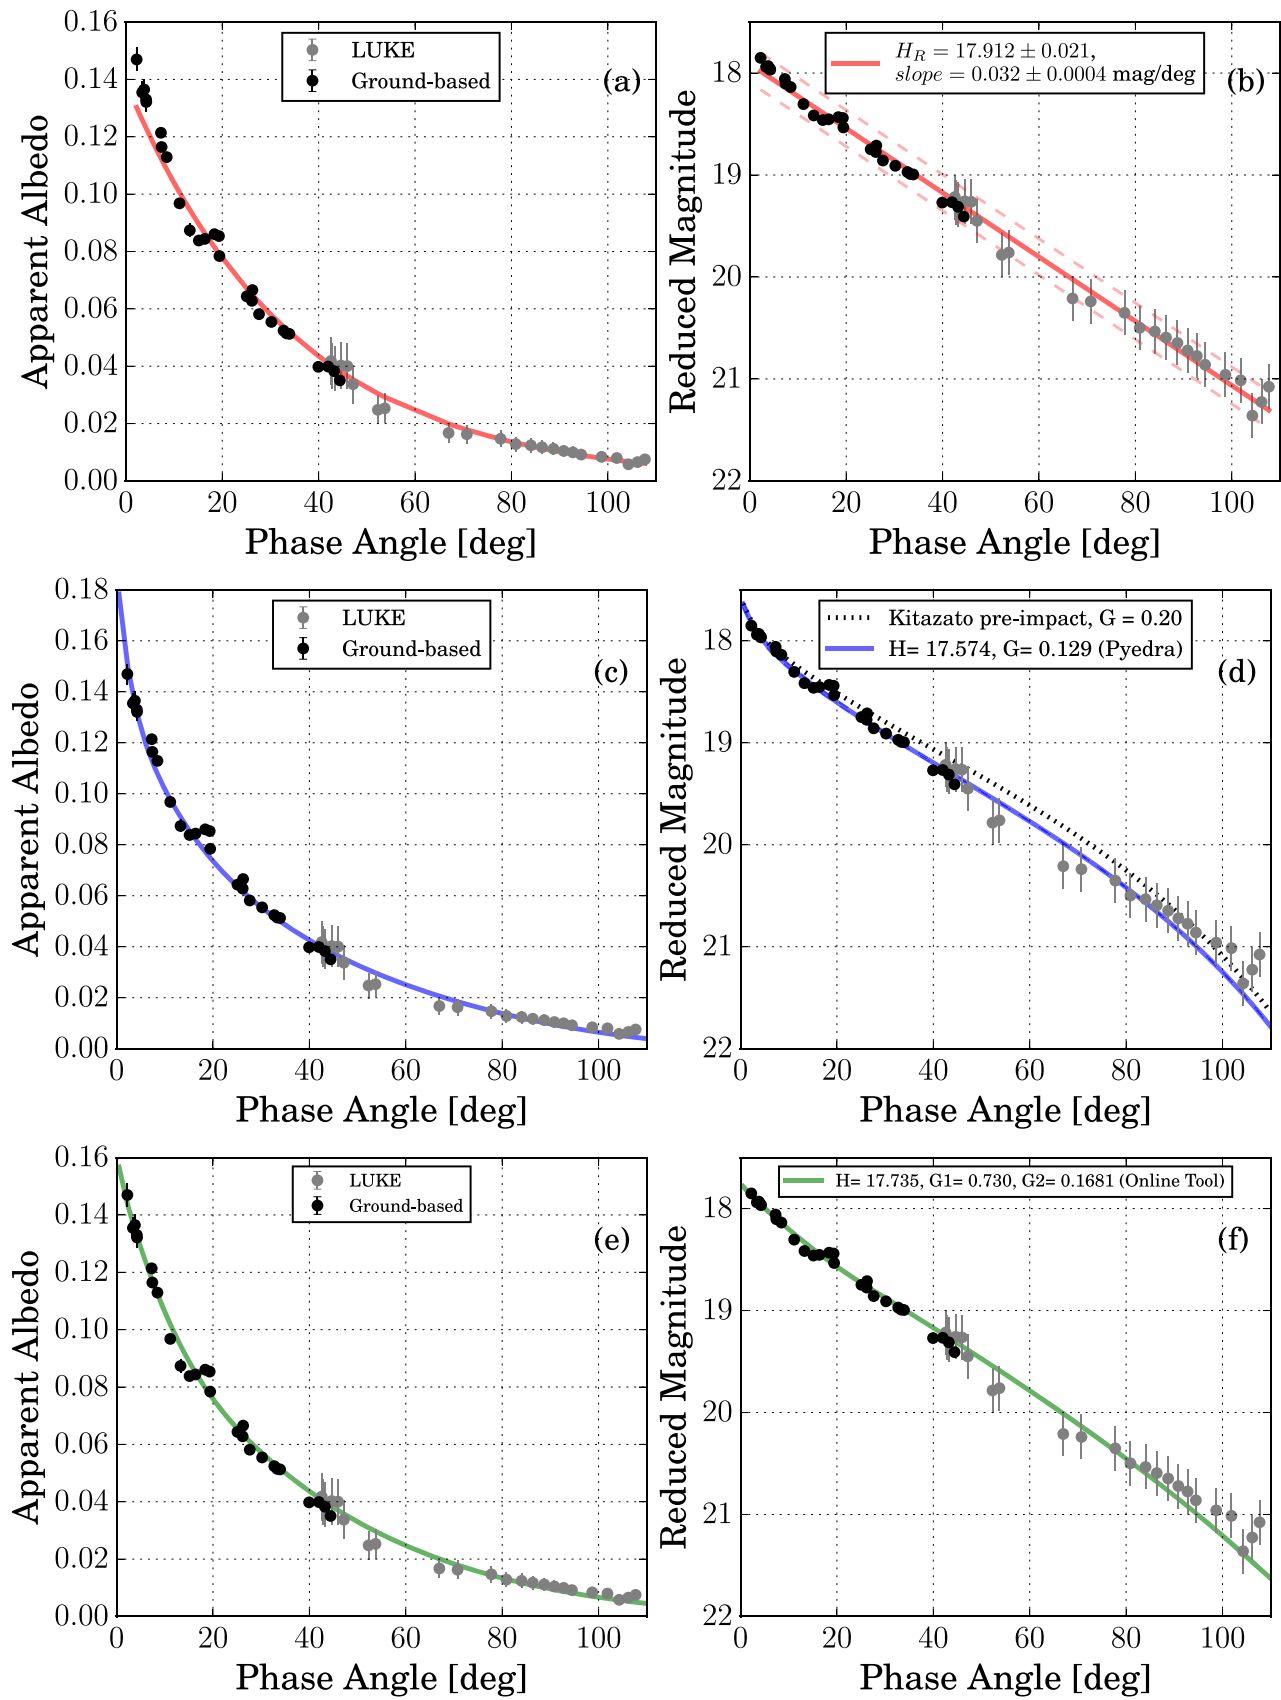 0.16
0.14
0.12
0.10
0.08
0.06
0.04
0.02
0.00
Apparent Albedo
LUKE
Ground-based
(a)
0 20 40 60 80 100
Phase Angle [deg]
18
19
20
21
22
Reduced Magnitude
H_R = 17.912 ± 0.021,
slope = 0.032 ± 0.0004 mag/deg
(b)
0 20 40 60 80 100
Phase Angle [deg]
0.18
0.16
0.14
0.12
0.10
0.08
0.06
0.04
0.02
0.00
Apparent Albedo
LUKE
Ground-based
(c)
0 20 40 60 80 100
Phase Angle [deg]
18
19
20
21
22
Reduced Magnitude
Kitazato pre-impact, G = 0.20
H= 17.574, G= 0.129 (Pyedra)
(d)
0 20 40 60 80 100
Phase Angle [deg]
0.16
0.14
0.12
0.10
0.08
0.06
0.04
0.02
0.00
Apparent Albedo
LUKE
Ground-based
(e)
0 20 40 60 80 100
Phase Angle [deg]
18
19
20
21
22
Reduced Magnitude
H= 17.735, G1= 0.730, G2= 0.1681 (Online Tool)
(f)
0 20 40 60 80 100
Phase Angle [deg]